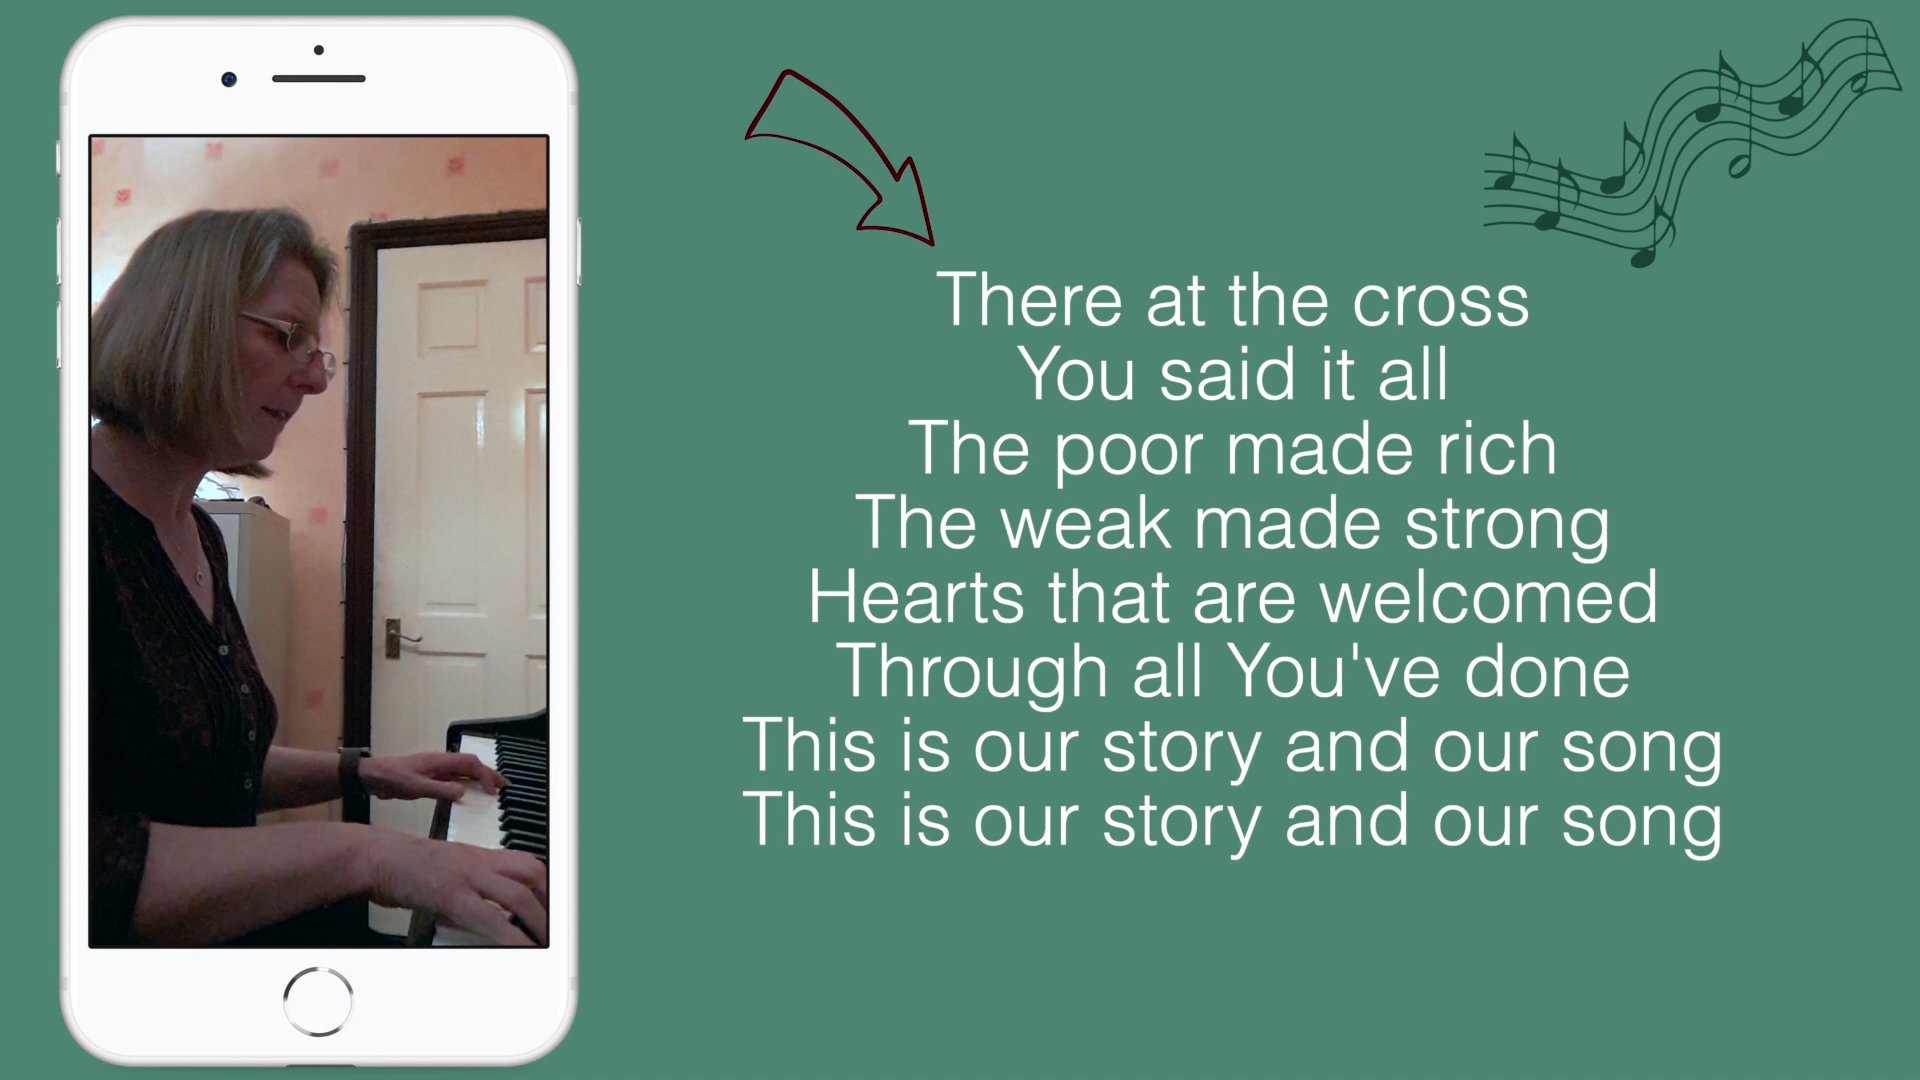 There at the cross
You said it all
The poor made rich
The weak made strong
Hearts that are welcomed
Through all You've done
This is our story and our song
This is our story and our song